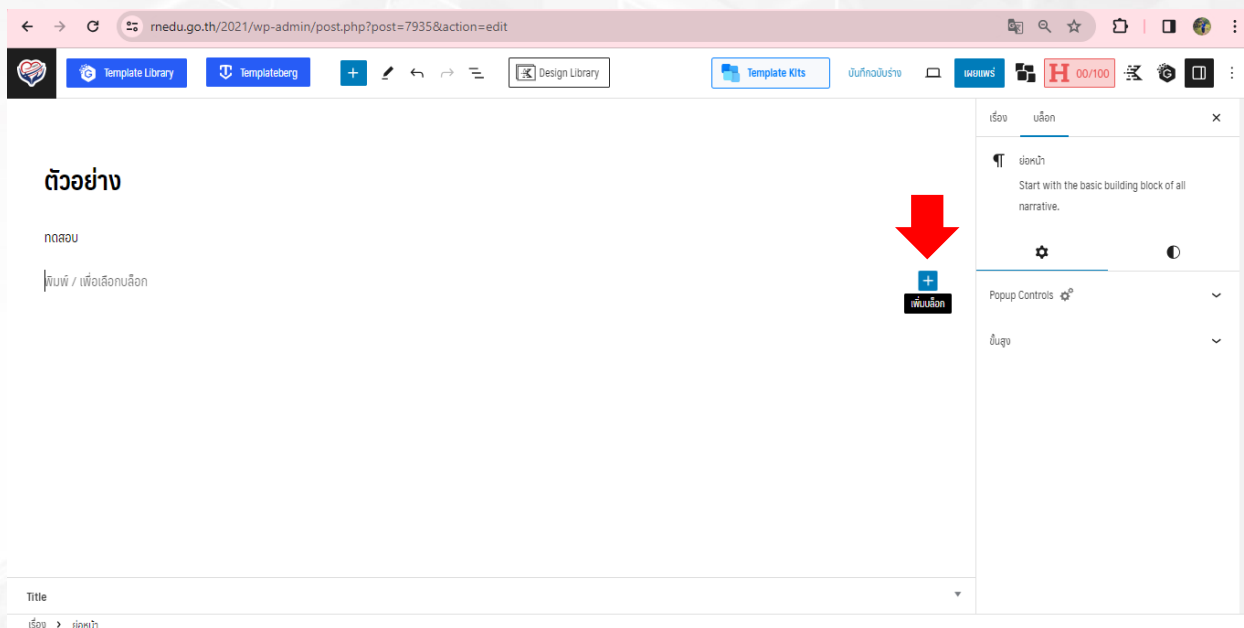 rnedu.go.th/2021/wp-admin/post.php?post=7935&action=edit
Template Library
Templateberg
Design Library
Template Kits
บันทึกฉบับร่าง
เผยแพร่
H 00/100
เรื่อง บล็อก
ย่อหน้า
Start with the basic building block of all
narrative.
ตัวอย่าง
ทดสอบ
พิมพ์ / เพื่อเลือกบล็อก
เพิ่มบล็อก
Popup Controls
ขั้นสูง
Title
เรื่อง > ย่อหน้า